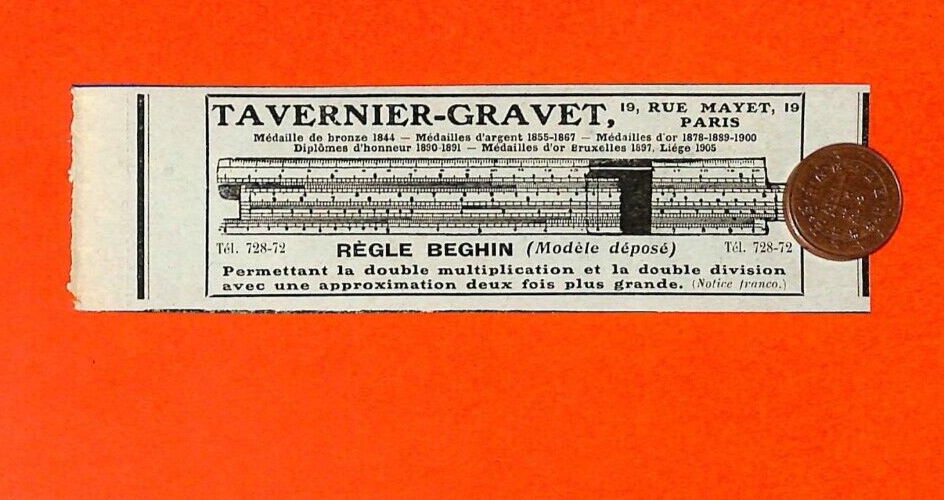 TAVERNIER-GRAVET, 19, RUE MAYET, 19
PARIS
Médaille de bronze 1844 — Médailles d'argent 1855-1867 — Médailles d'or 1878-1889-1900
Diplômes d'honneur 1890-1891 — Médailles d'or Bruxelles 1897, Liége 1905
Tél. 728-72 RÈGLE BEGHIN (Modèle déposé) Tél. 728-72
Permettant la double multiplication et la double division
avec une approximation deux fois plus grande. (Notice franco.)